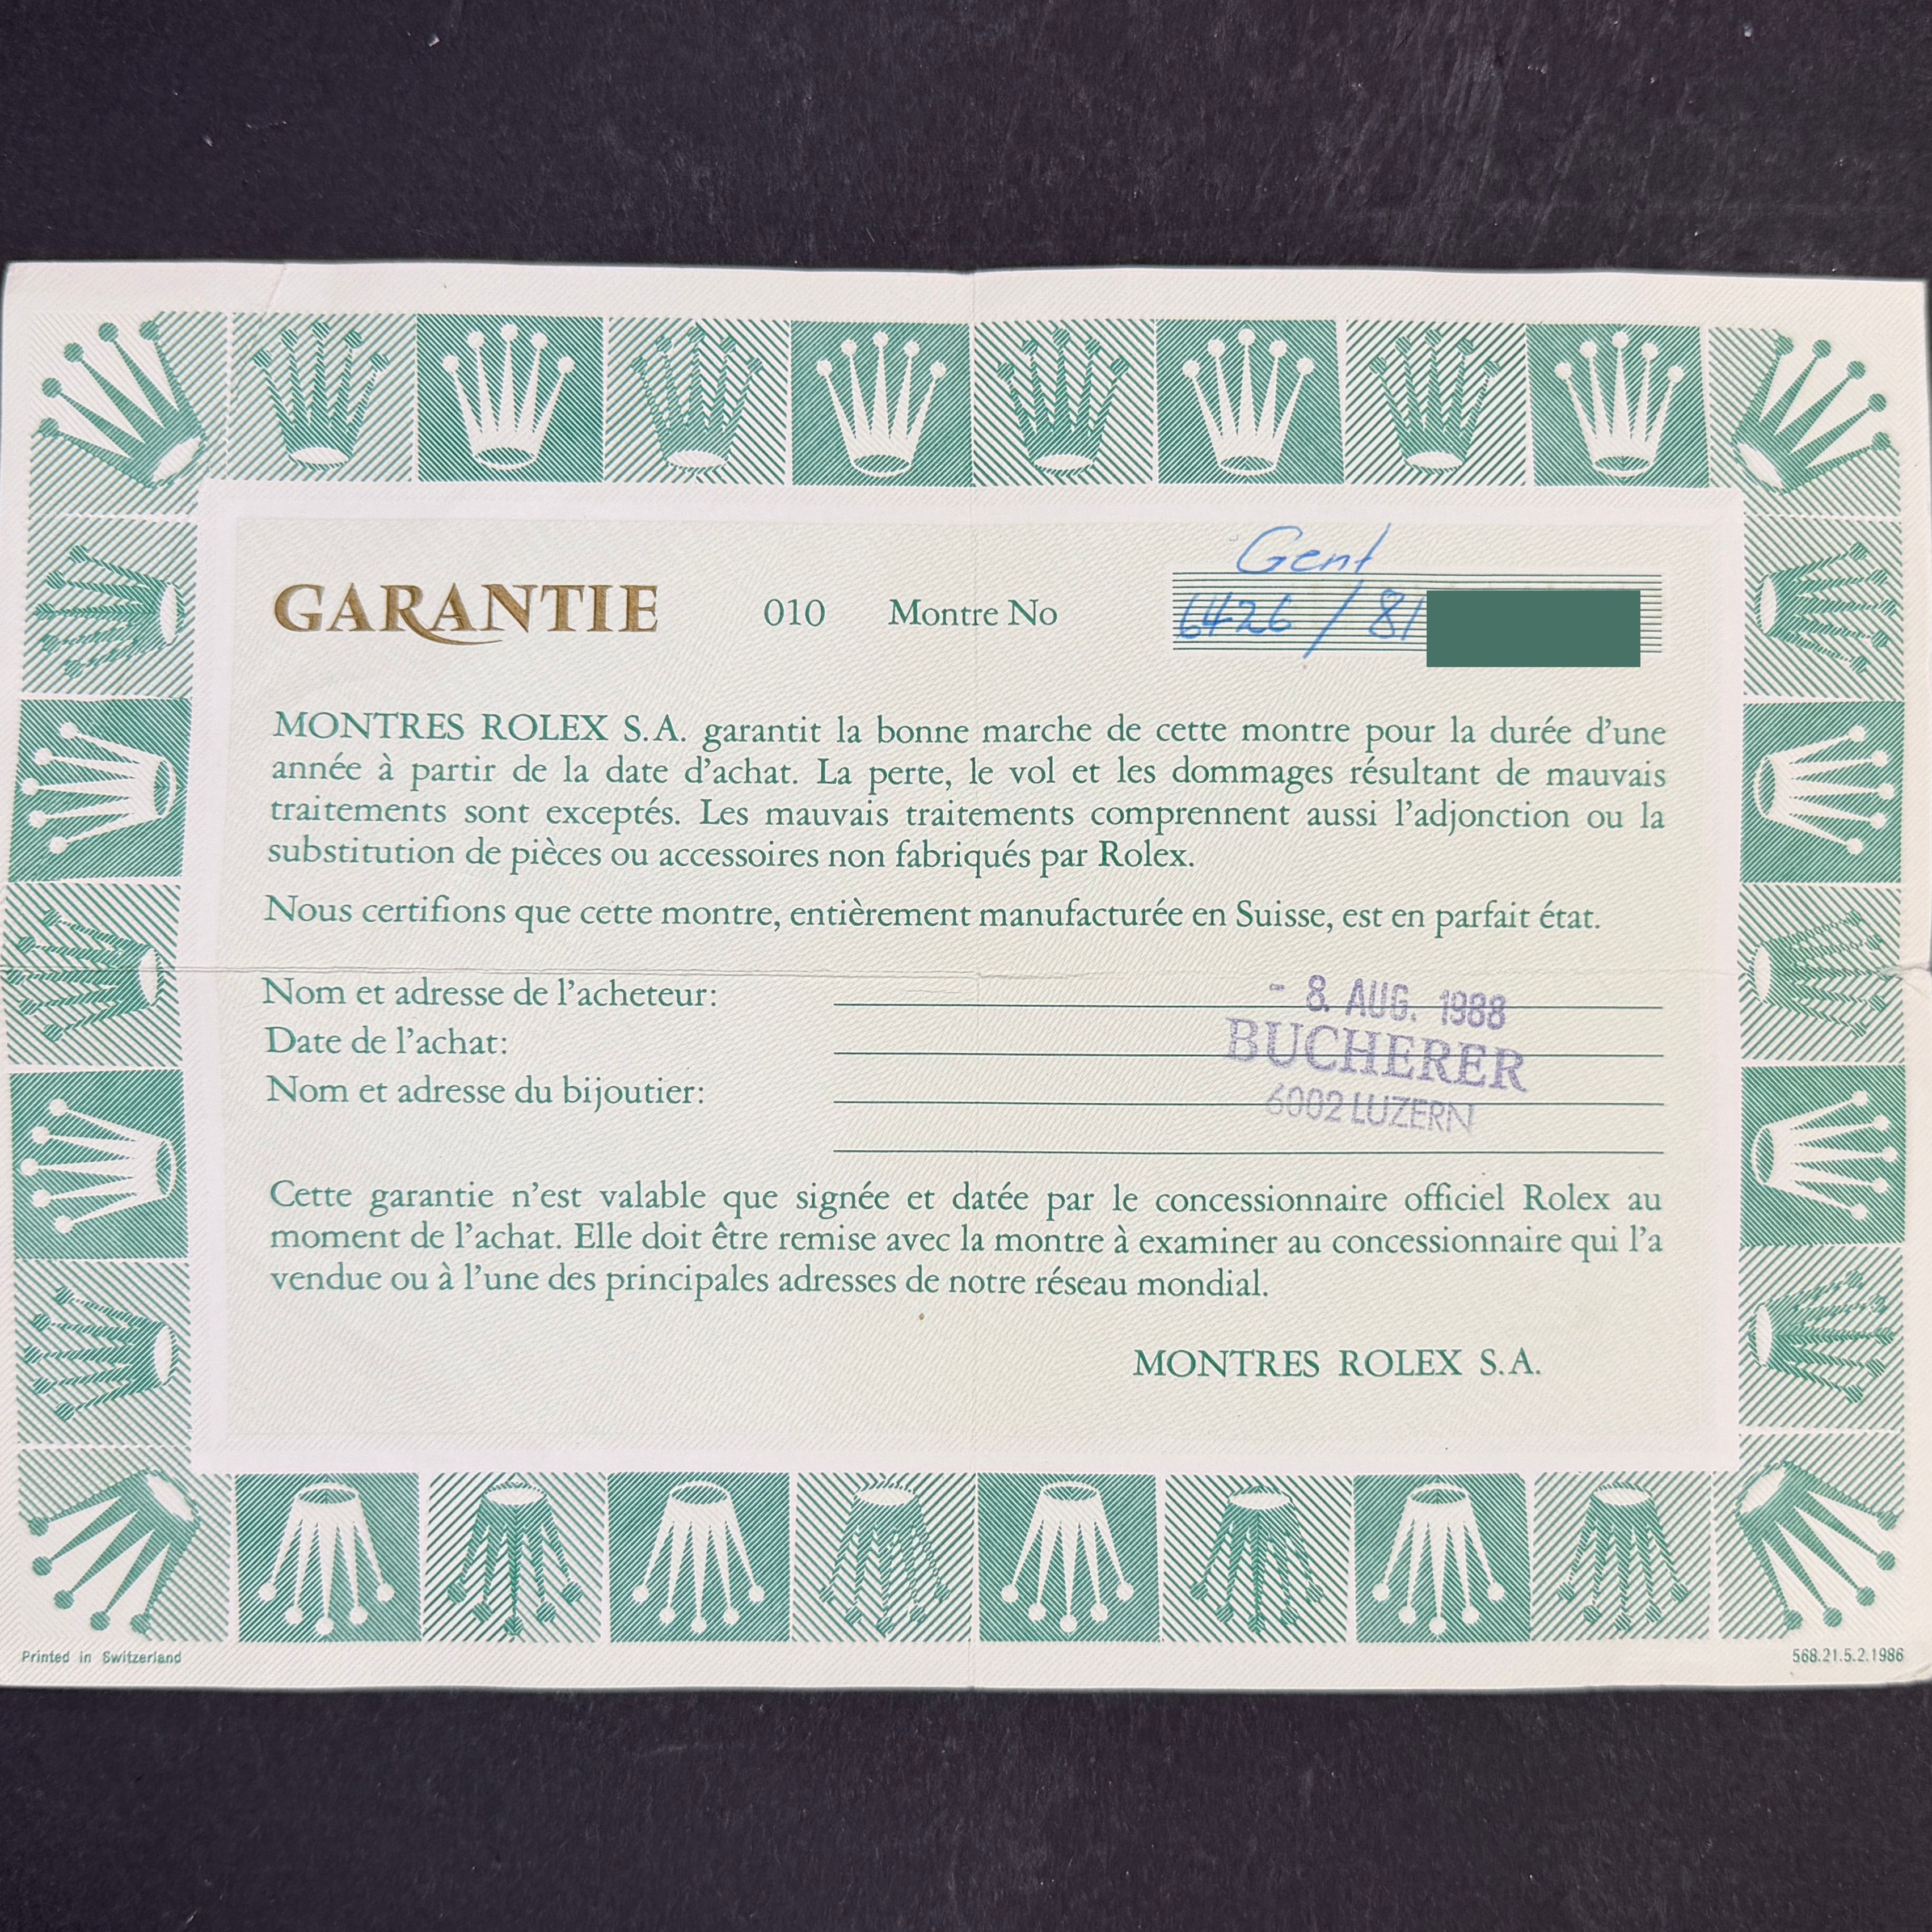 Gent
GARANTIE 010 Montre No 6426 / 81
MONTRES ROLEX S.A. garantit la bonne marche de cette montre pour la durée d'une
année à partir de la date d'achat. La perte, le vol et les dommages résultant de mauvais
traitements sont exceptés. Les mauvais traitements comprennent aussi l'adjonction ou la
substitution de pièces ou accessoires non fabriqués par Rolex.
Nous certifions que cette montre, entièrement manufacturée en Suisse, est en parfait état.
Nom et adresse de l'acheteur:
- 8. AUG. 1988
Date de l'achat:
BUCHERER
Nom et adresse du bijoutier:
6002 LUZERN
Cette garantie n'est valable que signée et datée par le concessionnaire officiel Rolex au
moment de l'achat. Elle doit être remise avec la montre à examiner au concessionnaire qui l'a
vendue ou à l'une des principales adresses de notre réseau mondial.
MONTRES ROLEX S.A.
Printed in Switzerland
568.21.5.2.1986